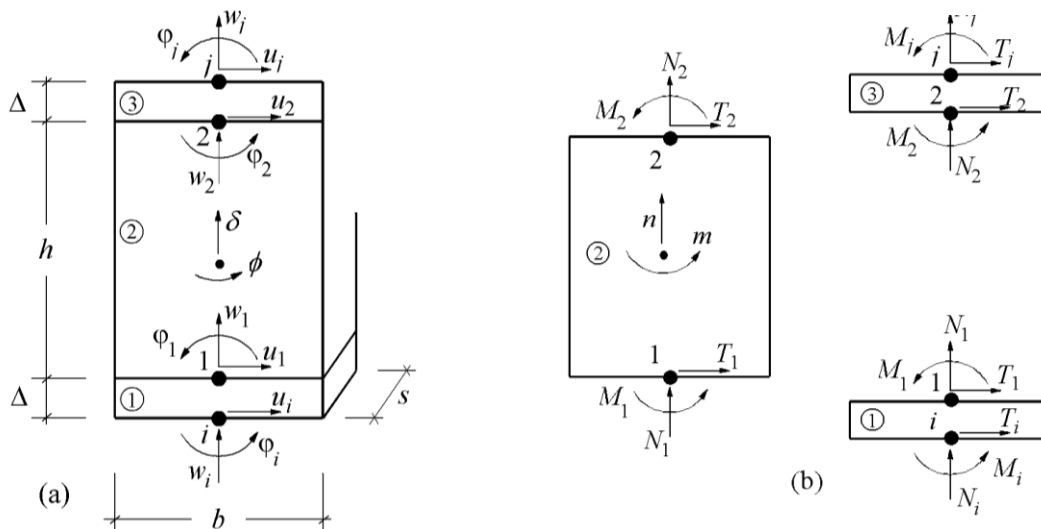 w_j
φ_j
u_j
j
Δ
③
u_2
2
φ_2
w_2
②
δ
h
ϕ
w_1
φ_1
u_1
1
Δ
①
u_i
s
i
φ_i
w_i
(a)
b
N_2
M_2
T_2
2
n
m
②
1
T_1
M_1
N_1
(b)
M_j
T_j
j
③
2
T_2
M_2
N_2
N_1
M_1
T_1
1
①
i
T_i
M_i
N_i